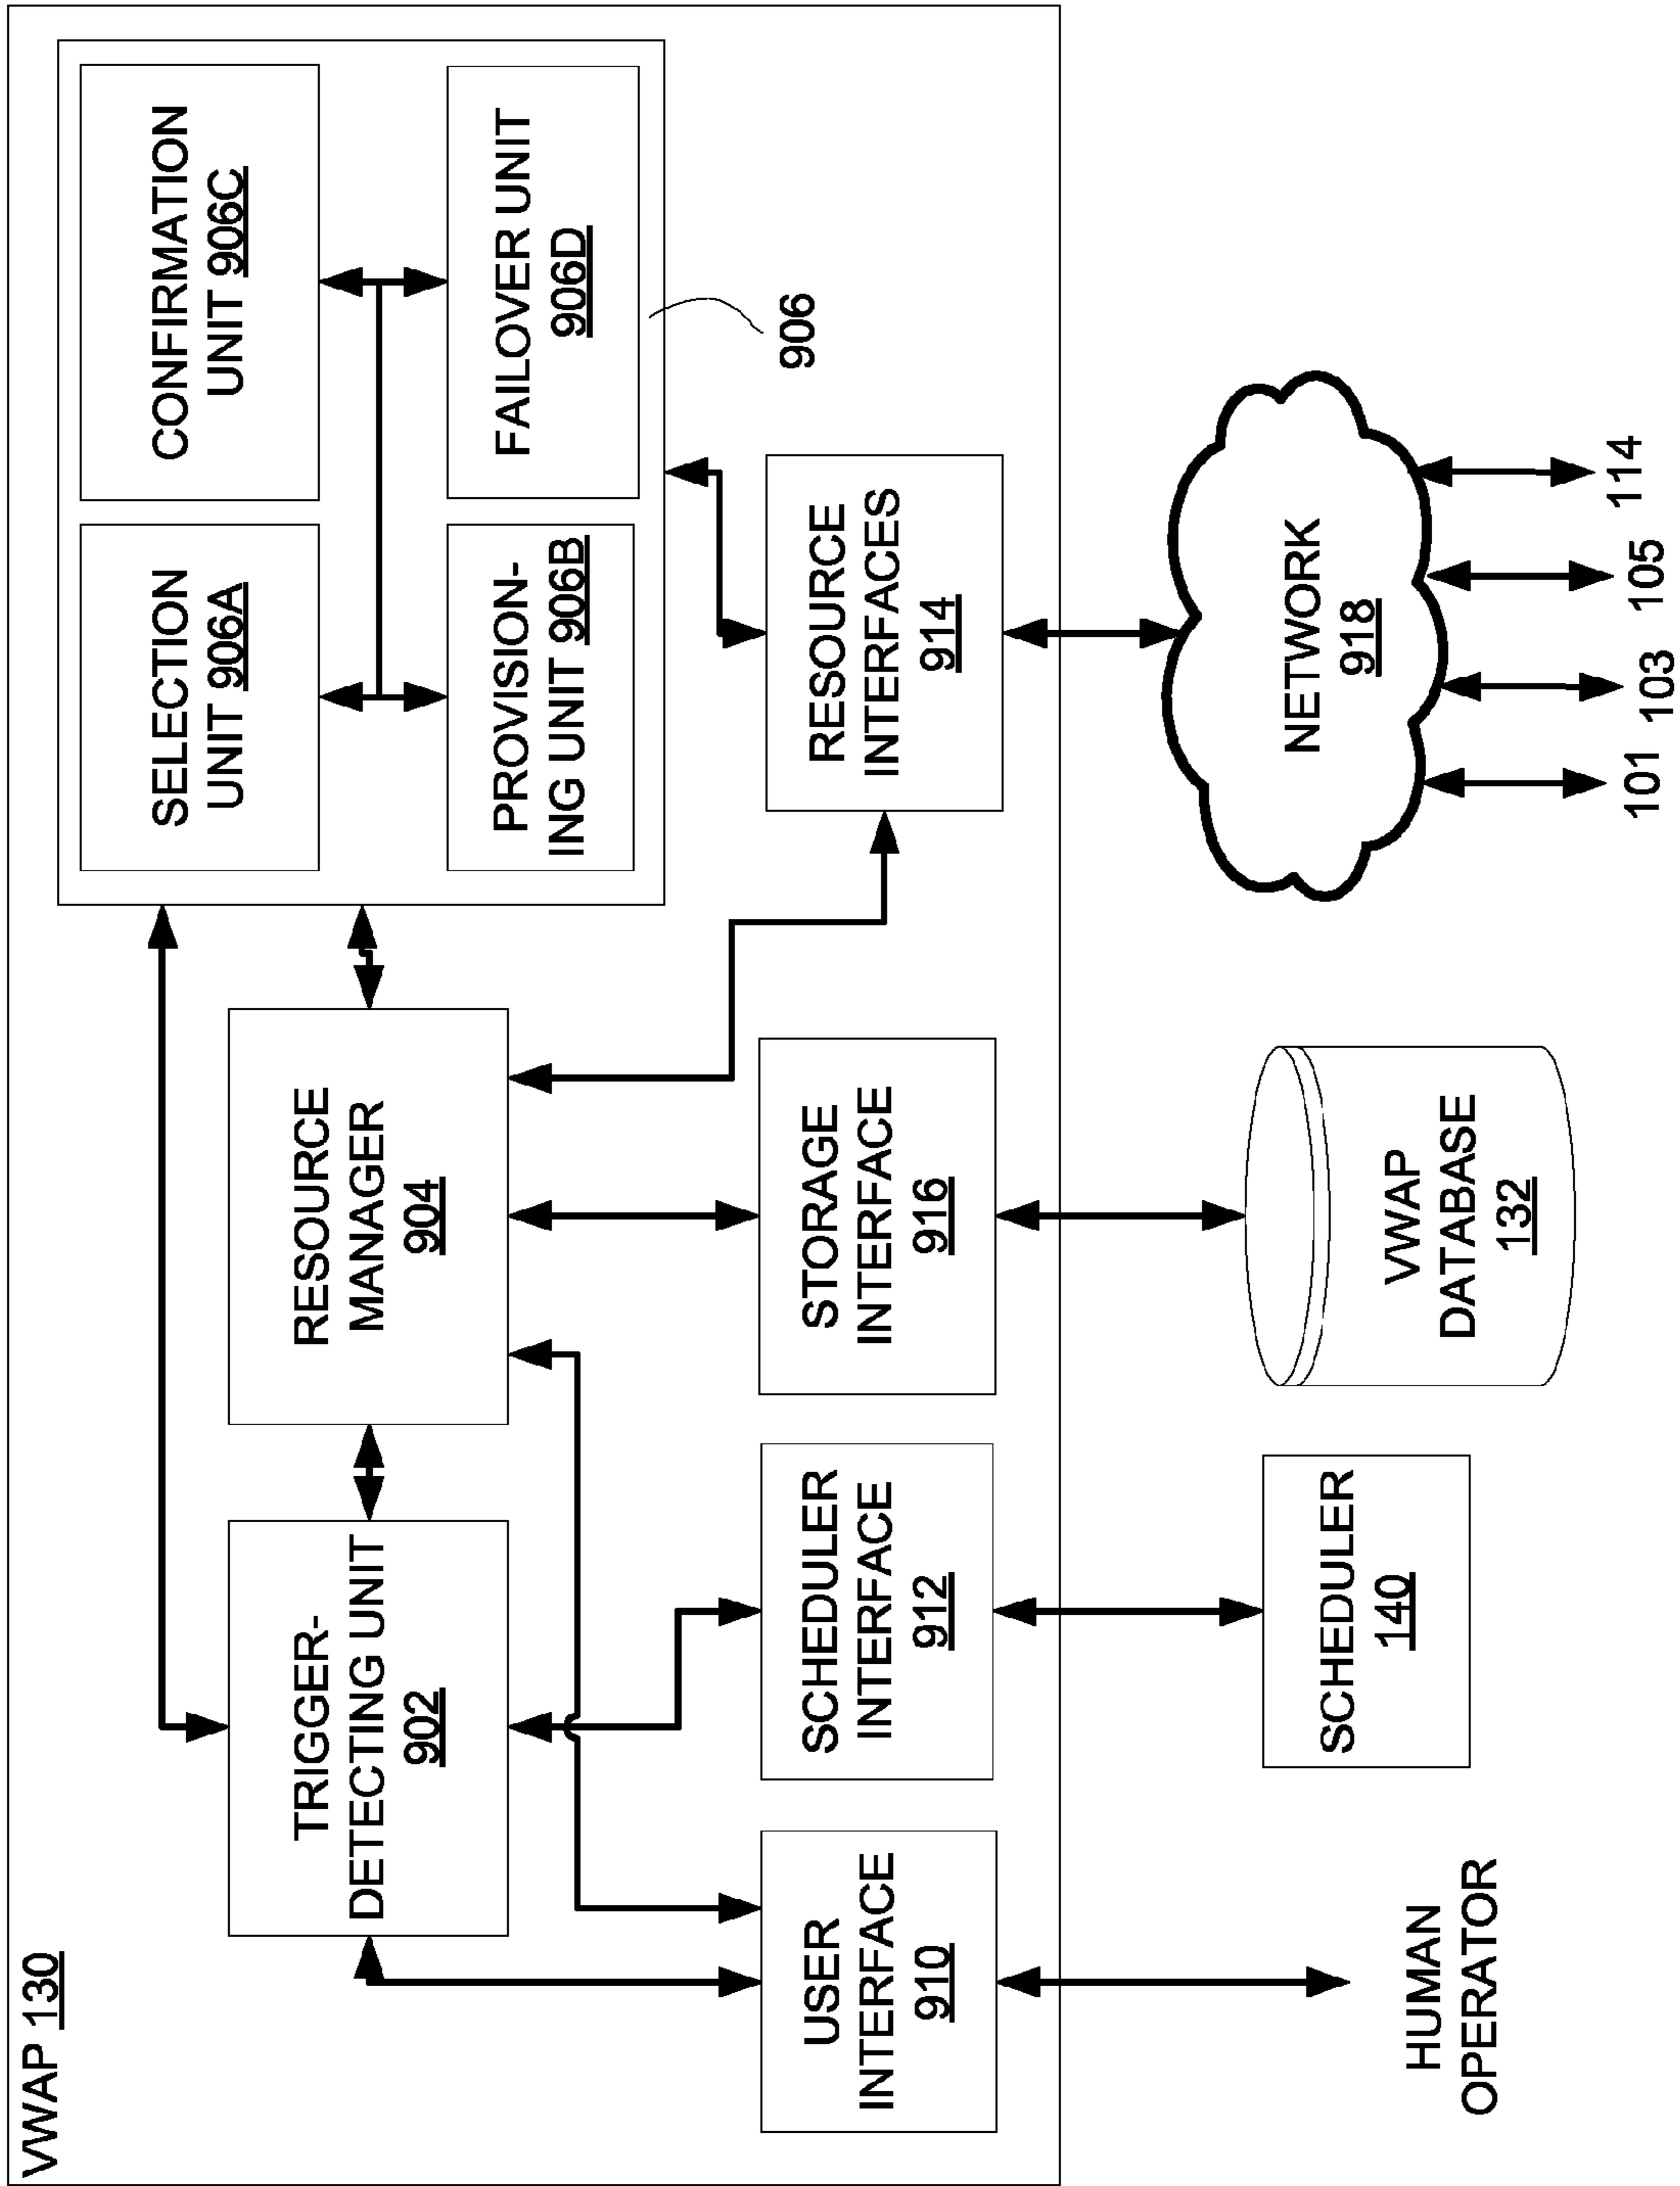 VWAP 130
TRIGGER-
DETECTING UNIT
902
RESOURCE
MANAGER
904
SELECTION
UNIT 906A
CONFIRMATION
UNIT 906C
PROVISION-
ING UNIT 906B
FAILOVER UNIT
906D
906
USER
INTERFACE
910
SCHEDULER
INTERFACE
912
STORAGE
INTERFACE
916
RESOURCE
INTERFACES
914
HUMAN
OPERATOR
SCHEDULER
140
VWAP
DATABASE
132
NETWORK
918
101
103
105
114